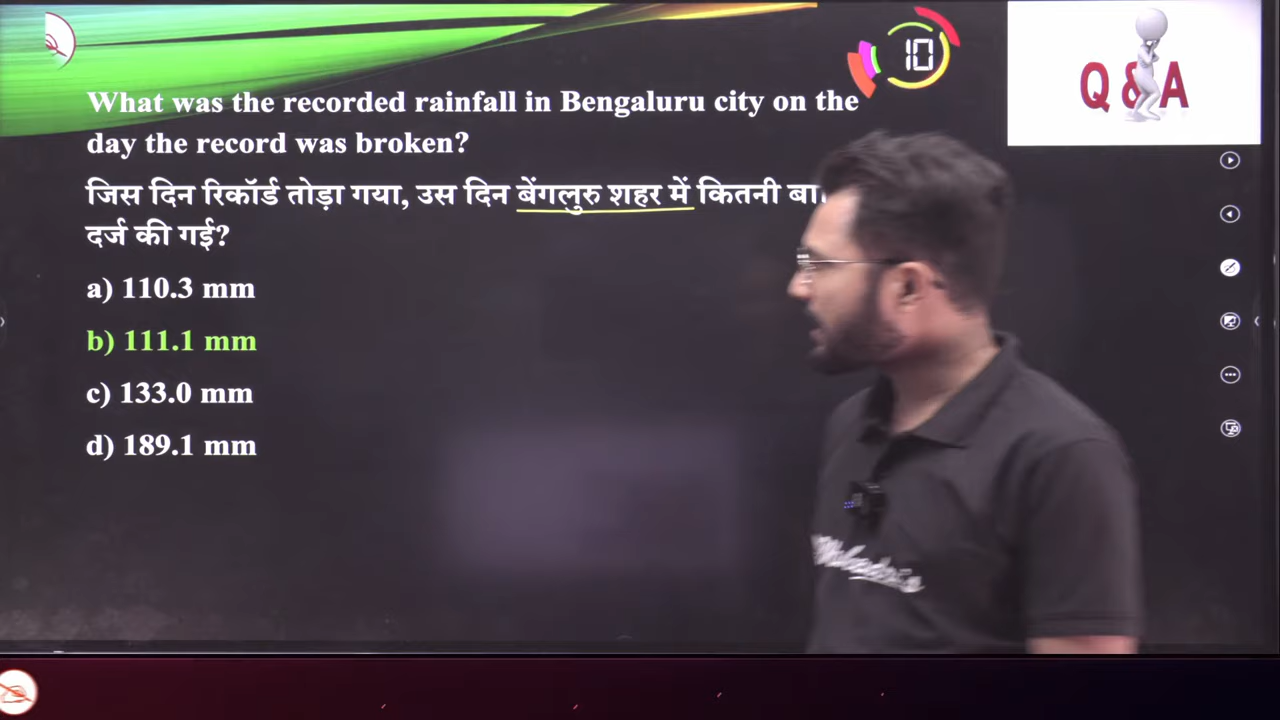 10
Q & A
What was the recorded rainfall in Bengaluru city on the
day the record was broken?
जिस दिन रिकॉर्ड तोड़ा गया, उस दिन बेंगलुरु शहर में कितनी
दर्ज की गई?
a) 110.3 mm
b) 111.1 mm
c) 133.0 mm
d) 189.1 mm